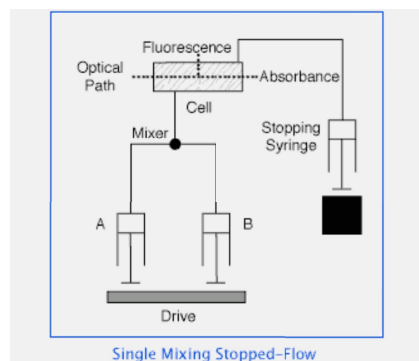 Fluorescence
Optical
Path
Absorbance
Cell
Mixer
Stopping
Syringe
A
B
Drive
Single Mixing Stopped-Flow